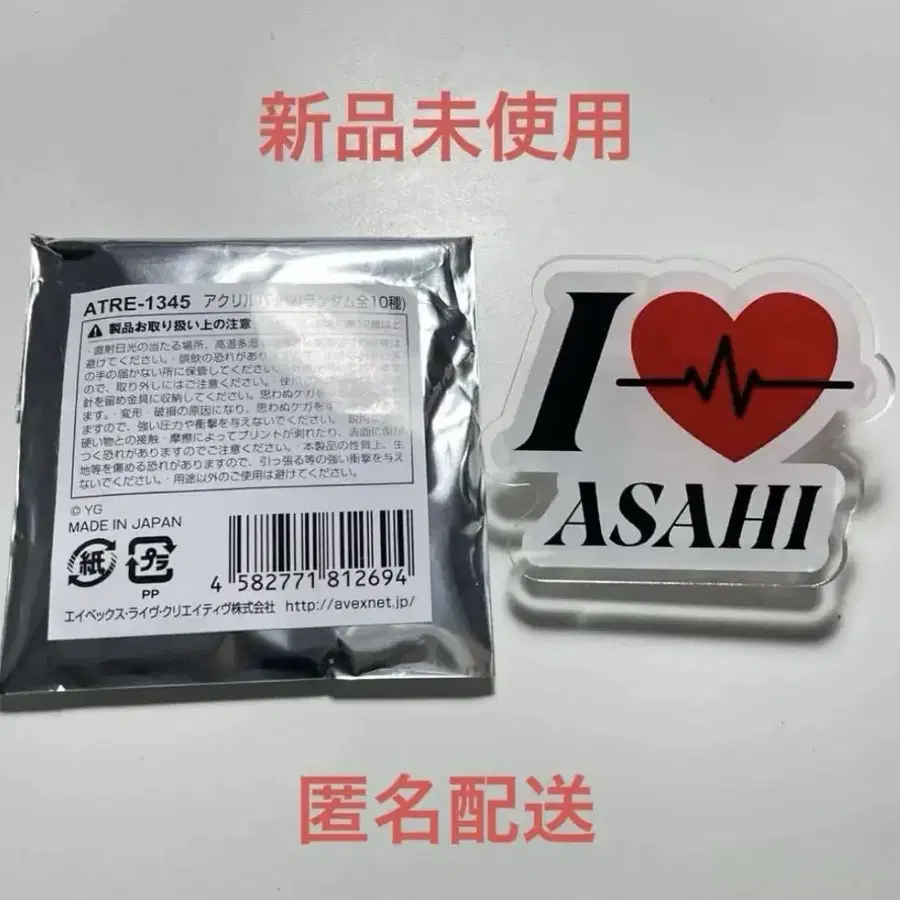 新品未使用
ATRE-1345 アクリル ランダム全10種)
製品お取り扱い上の注意
・直射日光の当たる場所、高温多湿
避けてください。・誤飲の恐れがあり
の手の届かない所に保管してください。
ので、取り外しにはご注意ください。
針を留め金具に収納してください。思わぬケガを
ます。・変形・破損の原因になり、思わぬケガを
ますので、強い圧力や衝撃を与えないでください。
硬い物との接触・摩擦によってプリントが剥れたり、表面に
つく恐れがありますのでご注意ください。・本製品の性質上、生
地等を傷める恐れがありますので、引っ張る等の強い衝撃を与え
ないでください。・用途以外のご使用は避けてください。
© YG
MADE IN JAPAN
紙 プラ
PP
4 582771 812694
エイベックス・ライヴ・クリエイティヴ株式会社 http://avexnet.jp/
I
ASAHI
匿名配送